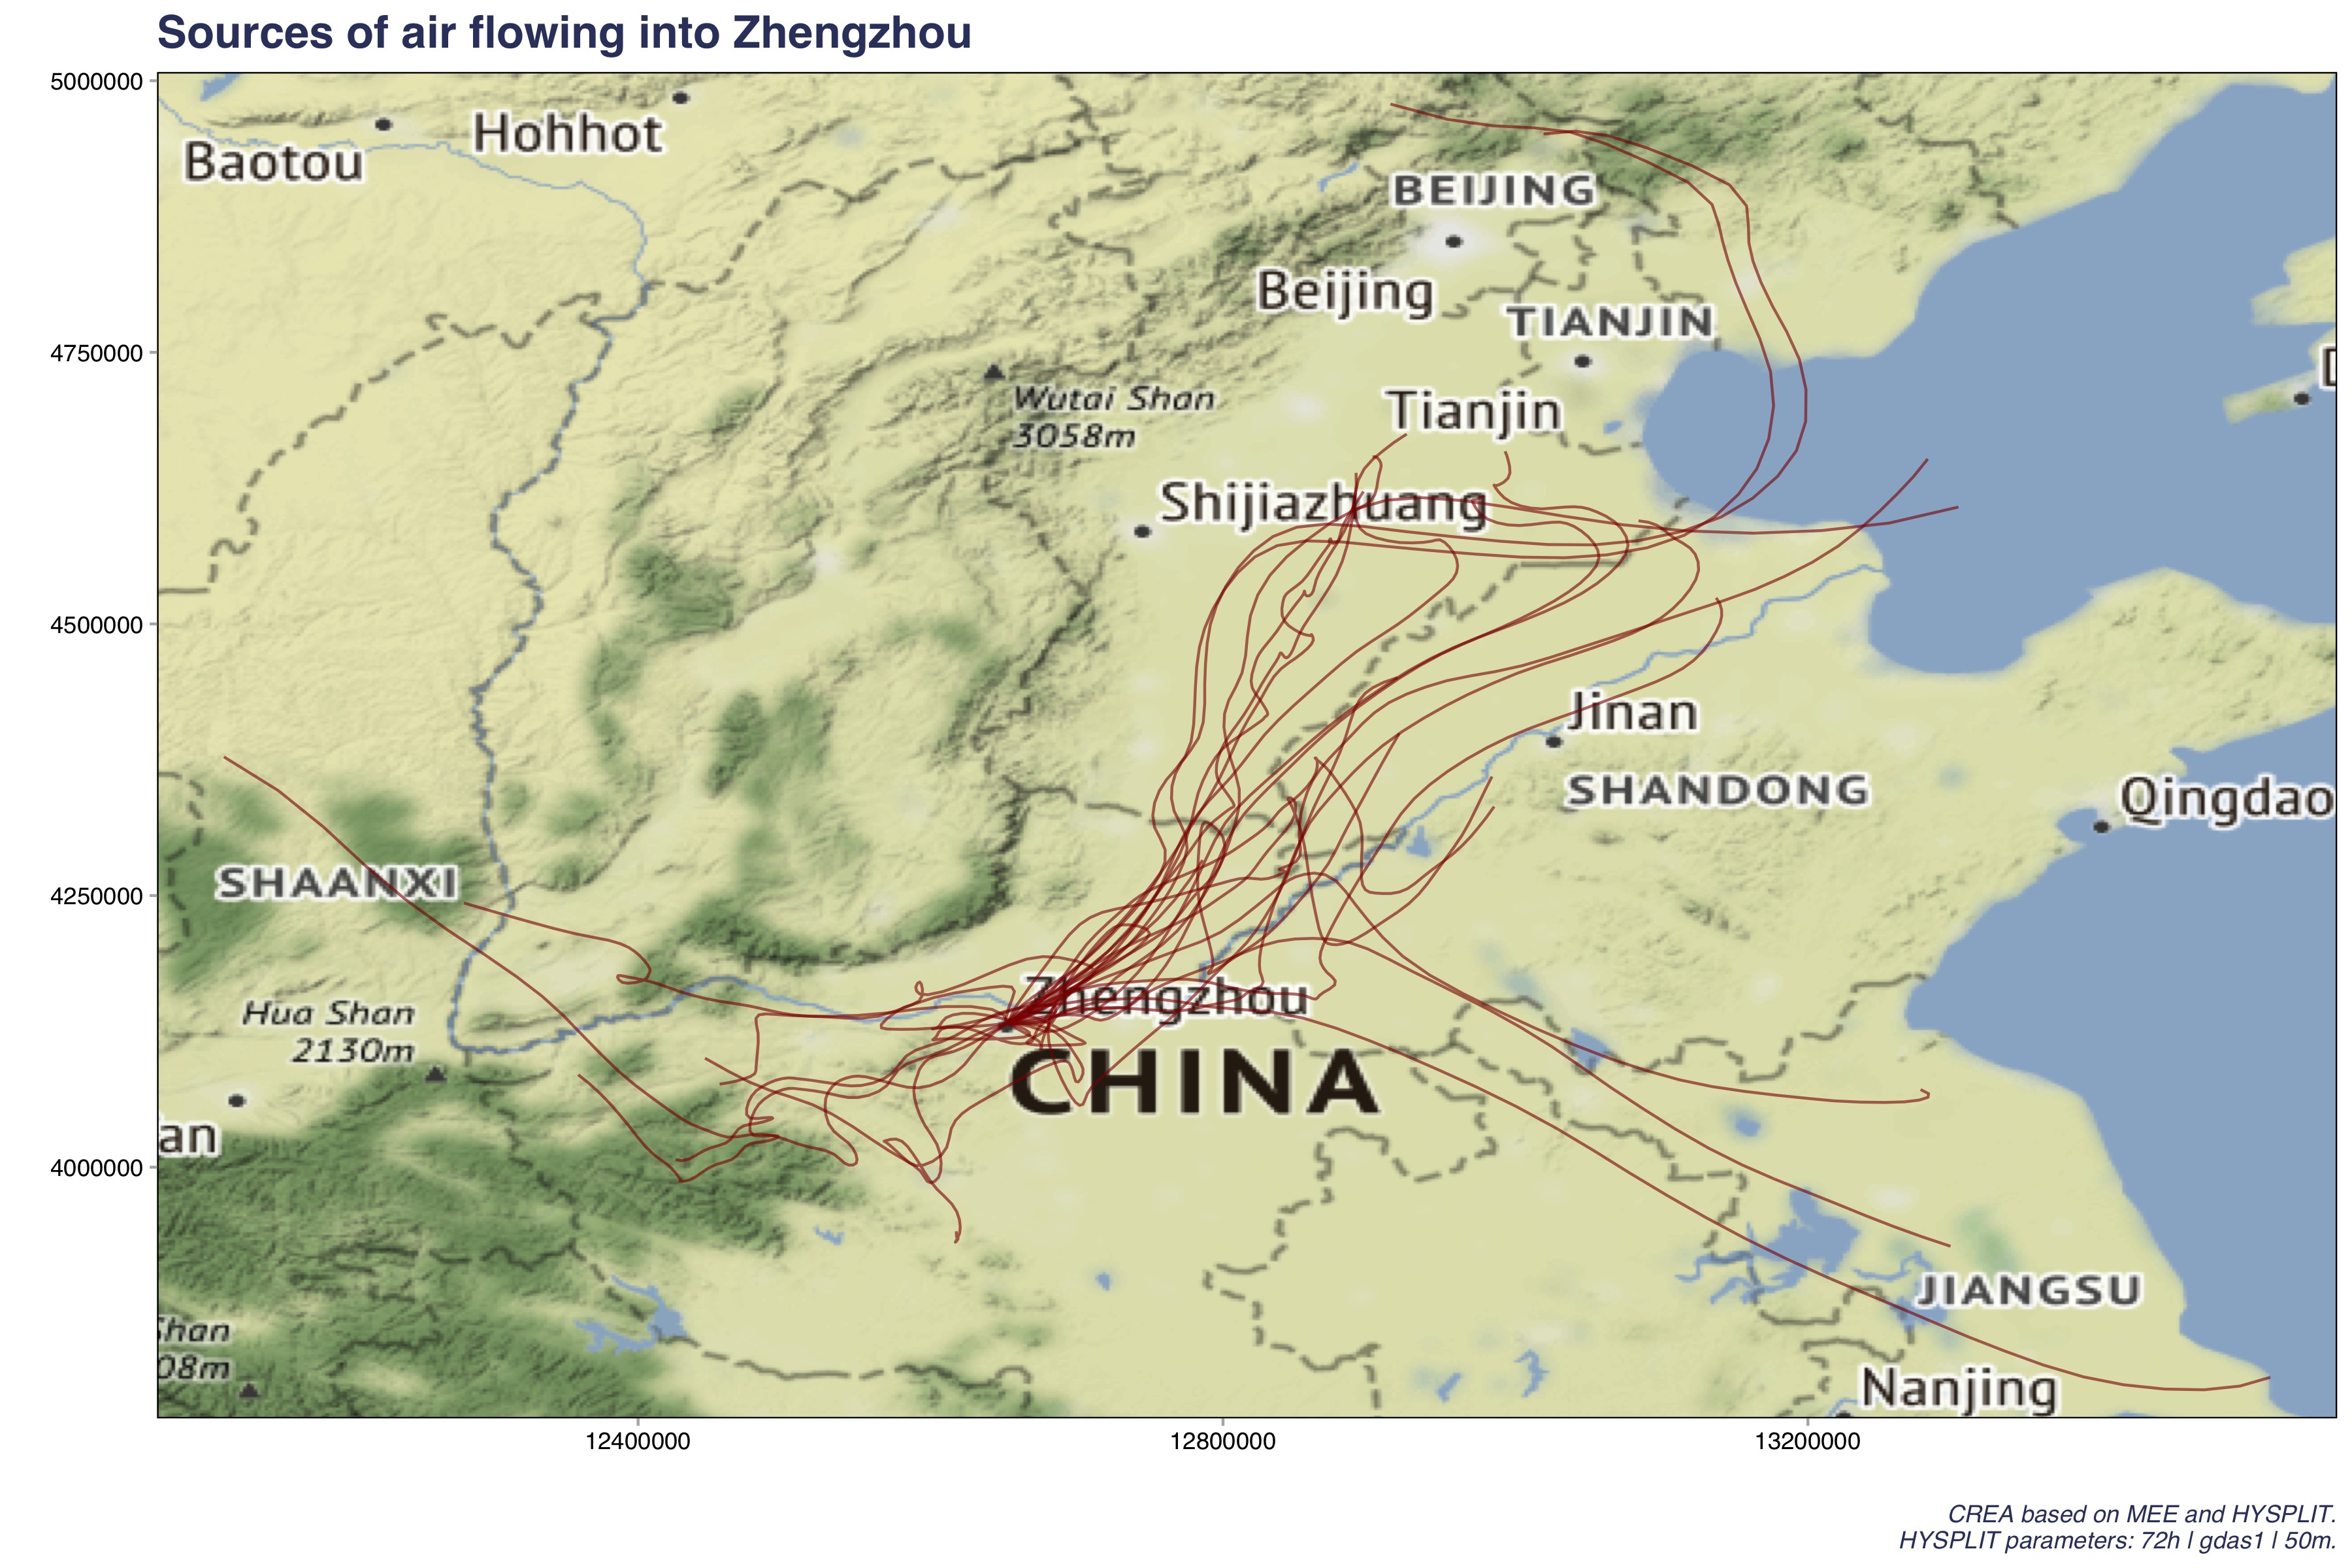 Sources of air flowing into Zhengzhou
5000000
4750000
4500000
4250000
4000000
Hohhot
Baotou
BEIJING
Beijing
TIANJIN
Tianjin
Wutai Shan
3058m
Shijiazhuang
Jinan
SHANDONG
Qingdao
SHAANXI
Hua Shan
2130m
Zhengzhou
CHINA
an
JIANGSU
Shan
08m
Nanjing
12400000
12800000
13200000
CREA based on MEE and HYSPLIT.
HYSPLIT parameters: 72h | gdas1 | 50m.